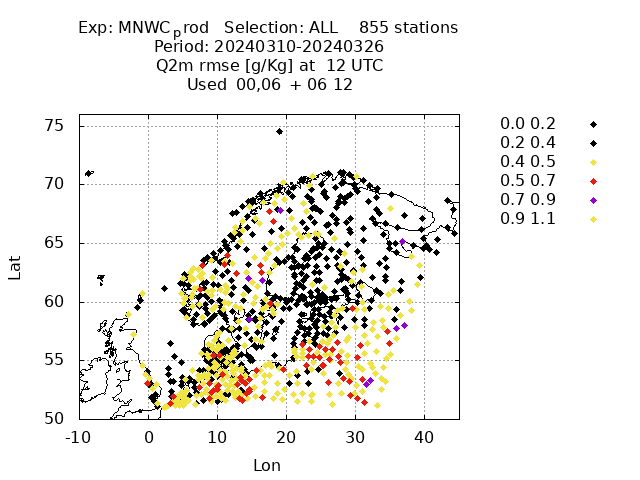 Exp: MNWC_prod   Selection: ALL    855 stations
Period: 20240310-20240326
Q2m rmse [g/Kg] at  12 UTC
Used  00,06 + 06 12
0.0 0.2
0.2 0.4
0.4 0.5
0.5 0.7
0.7 0.9
0.9 1.1
75
70
65
60
55
50
Lat
-10 0 10 20 30 40
Lon